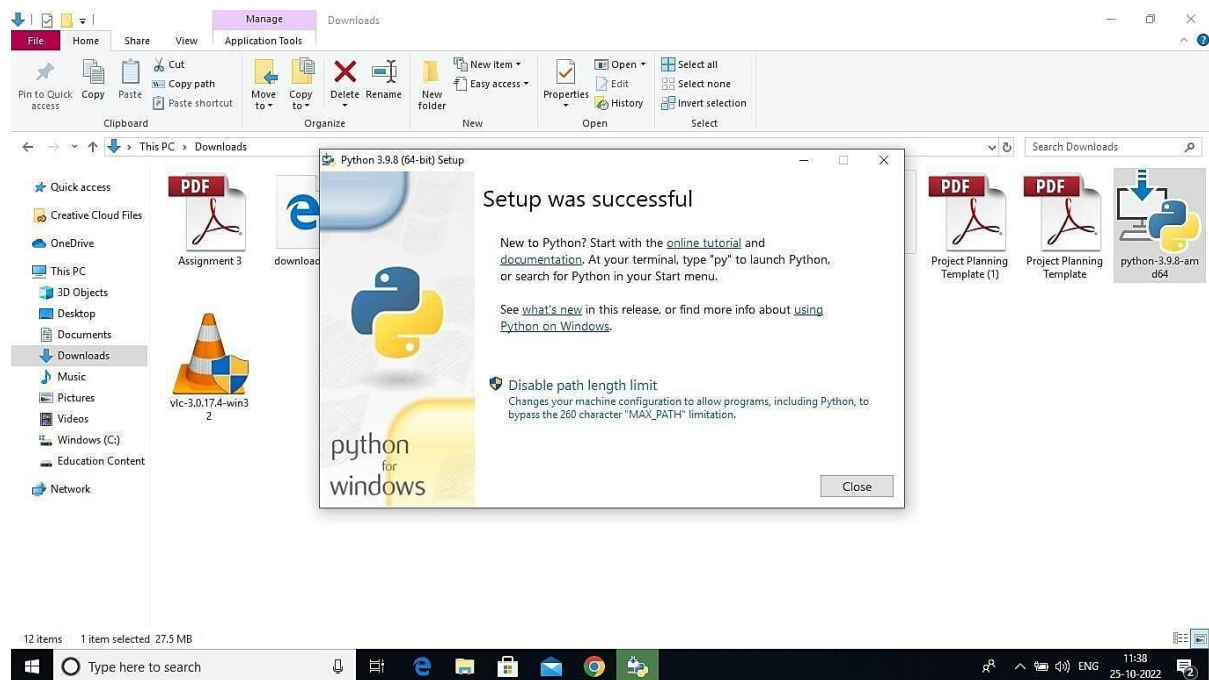 Manage
Downloads
File
Home
Share
View
Application Tools
Pin to Quick
access
Copy
Paste
Cut
Copy path
Paste shortcut
Clipboard
Move
to
Copy
to
Delete
Rename
Organize
New
folder
New item
Easy access
New
Properties
Open
Edit
History
Open
Select all
Select none
Invert selection
Select
This PC > Downloads
Search Downloads
Quick access
Creative Cloud Files
OneDrive
This PC
3D Objects
Desktop
Documents
Downloads
Music
Pictures
Videos
Windows (C:)
Education Content
Network
PDF
Assignment 3
downloac
vlc-3.0.17.4-win3
2
Python 3.9.8 (64-bit) Setup
Setup was successful
New to Python? Start with the online tutorial and
documentation. At your terminal, type "py" to launch Python,
or search for Python in your Start menu.
See what's new in this release, or find more info about using
Python on Windows.
Disable path length limit
Changes your machine configuration to allow programs, including Python, to
bypass the 260 character "MAX_PATH" limitation.
python
for
windows
Close
PDF
Project Planning
Template (1)
PDF
Project Planning
Template
python-3.9.8-am
d64
12 items
1 item selected 27.5 MB
Type here to search
ENG
11:38
25-10-2022
2